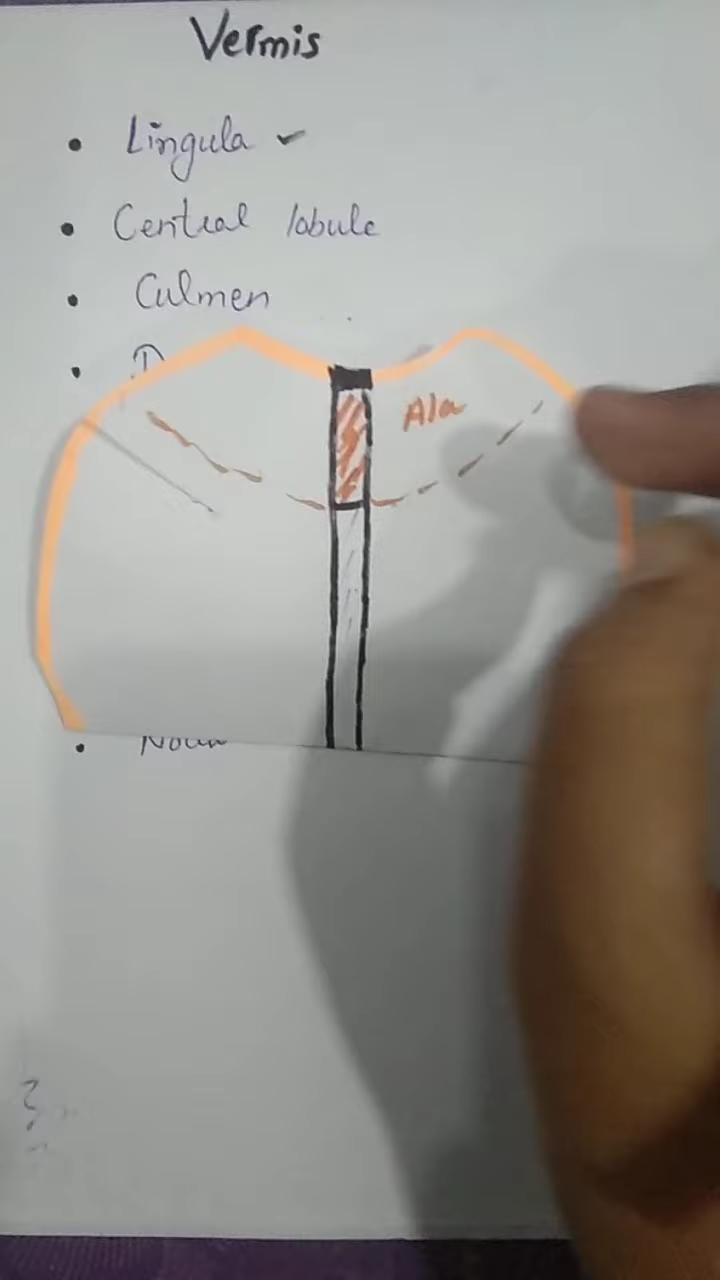 Vermis
• Lingula ✓
• Central lobule
• Culmen
• D
Ala
•